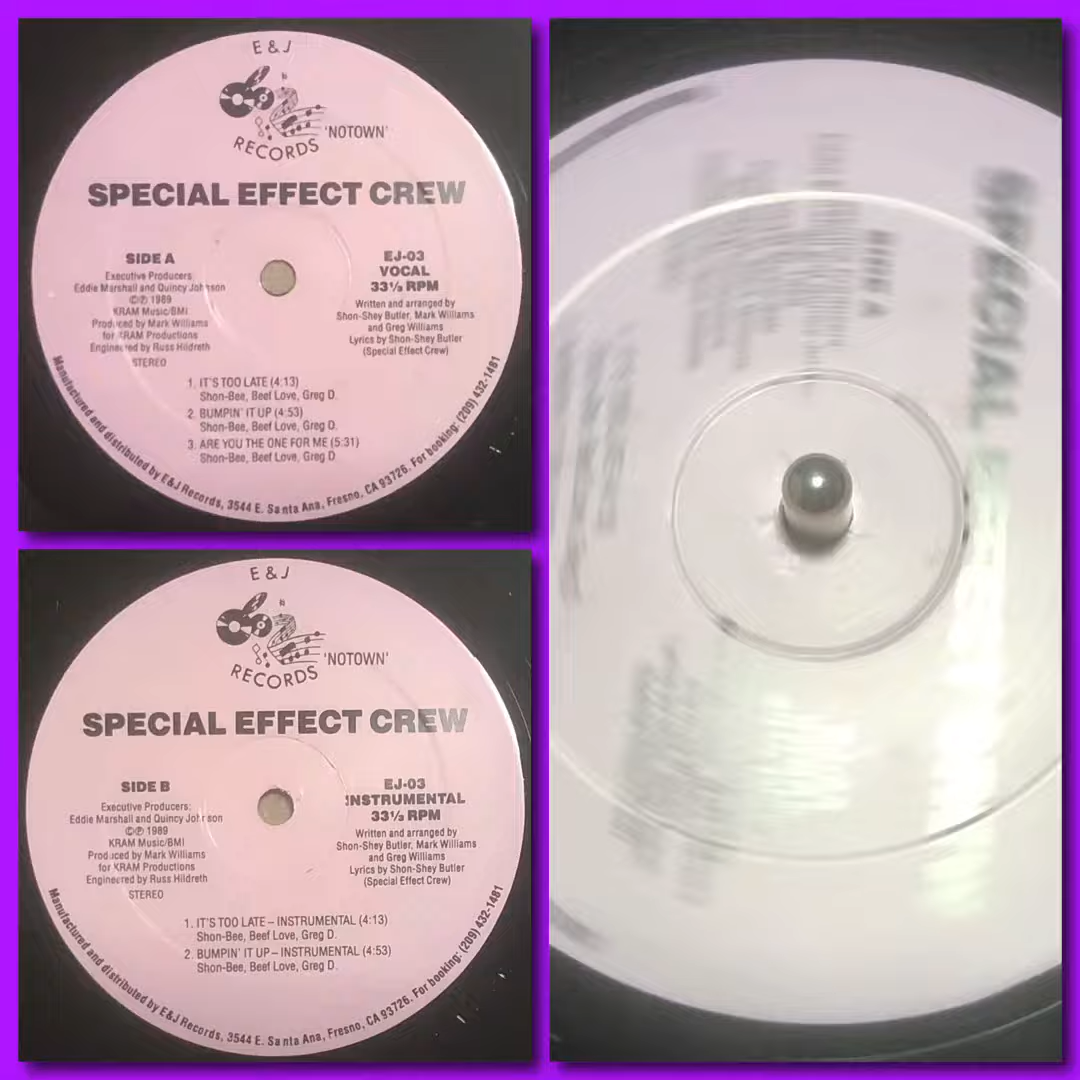 E & J
RECORDS
'NOTOWN'
SPECIAL EFFECT CREW
SIDE A
Executive Producers:
Eddie Marshall and Quincy Johnson
©℗ 1989
KRAM Music/BMI
Produced by Mark Williams
for KRAM Productions
Engineered by Russ Hildreth
STEREO
EJ-03
VOCAL
33⅓ RPM
Written and arranged by
Shon-Shey Butler, Mark Williams
and Greg Williams
Lyrics by Shon-Shey Butler
(Special Effect Crew)
1. IT'S TOO LATE (4:13)
Shon-Bee, Beef Love, Greg D.
2. BUMPIN' IT UP (4:53)
Shon-Bee, Beef Love, Greg D.
3. ARE YOU THE ONE FOR ME (5:31)
Shon-Bee, Beef Love, Greg D
Manufactured and distributed by E&J Records, 3544 E. Santa Ana, Fresno, CA 93726. For booking: (209) 432-1481
E & J
RECORDS
'NOTOWN'
SPECIAL EFFECT CREW
SIDE B
Executive Producers:
Eddie Marshall and Quincy Johnson
©℗ 1989
KRAM Music/BMI
Produced by Mark Williams
for KRAM Productions
Engineered by Russ Hildreth
STEREO
EJ-03
INSTRUMENTAL
33⅓ RPM
Written and arranged by
Shon-Shey Butler, Mark Williams
and Greg Williams
Lyrics by Shon-Shey Butler
(Special Effect Crew)
1. IT'S TOO LATE – INSTRUMENTAL (4:13)
Shon-Bee, Beef Love, Greg D.
2. BUMPIN' IT UP – INSTRUMENTAL (4:53)
Shon-Bee, Beef Love, Greg D.
Manufactured and distributed by E&J Records, 3544 E. Santa Ana, Fresno, CA 93726. For booking: (209) 432-1481
SPECIAL
SIDE A